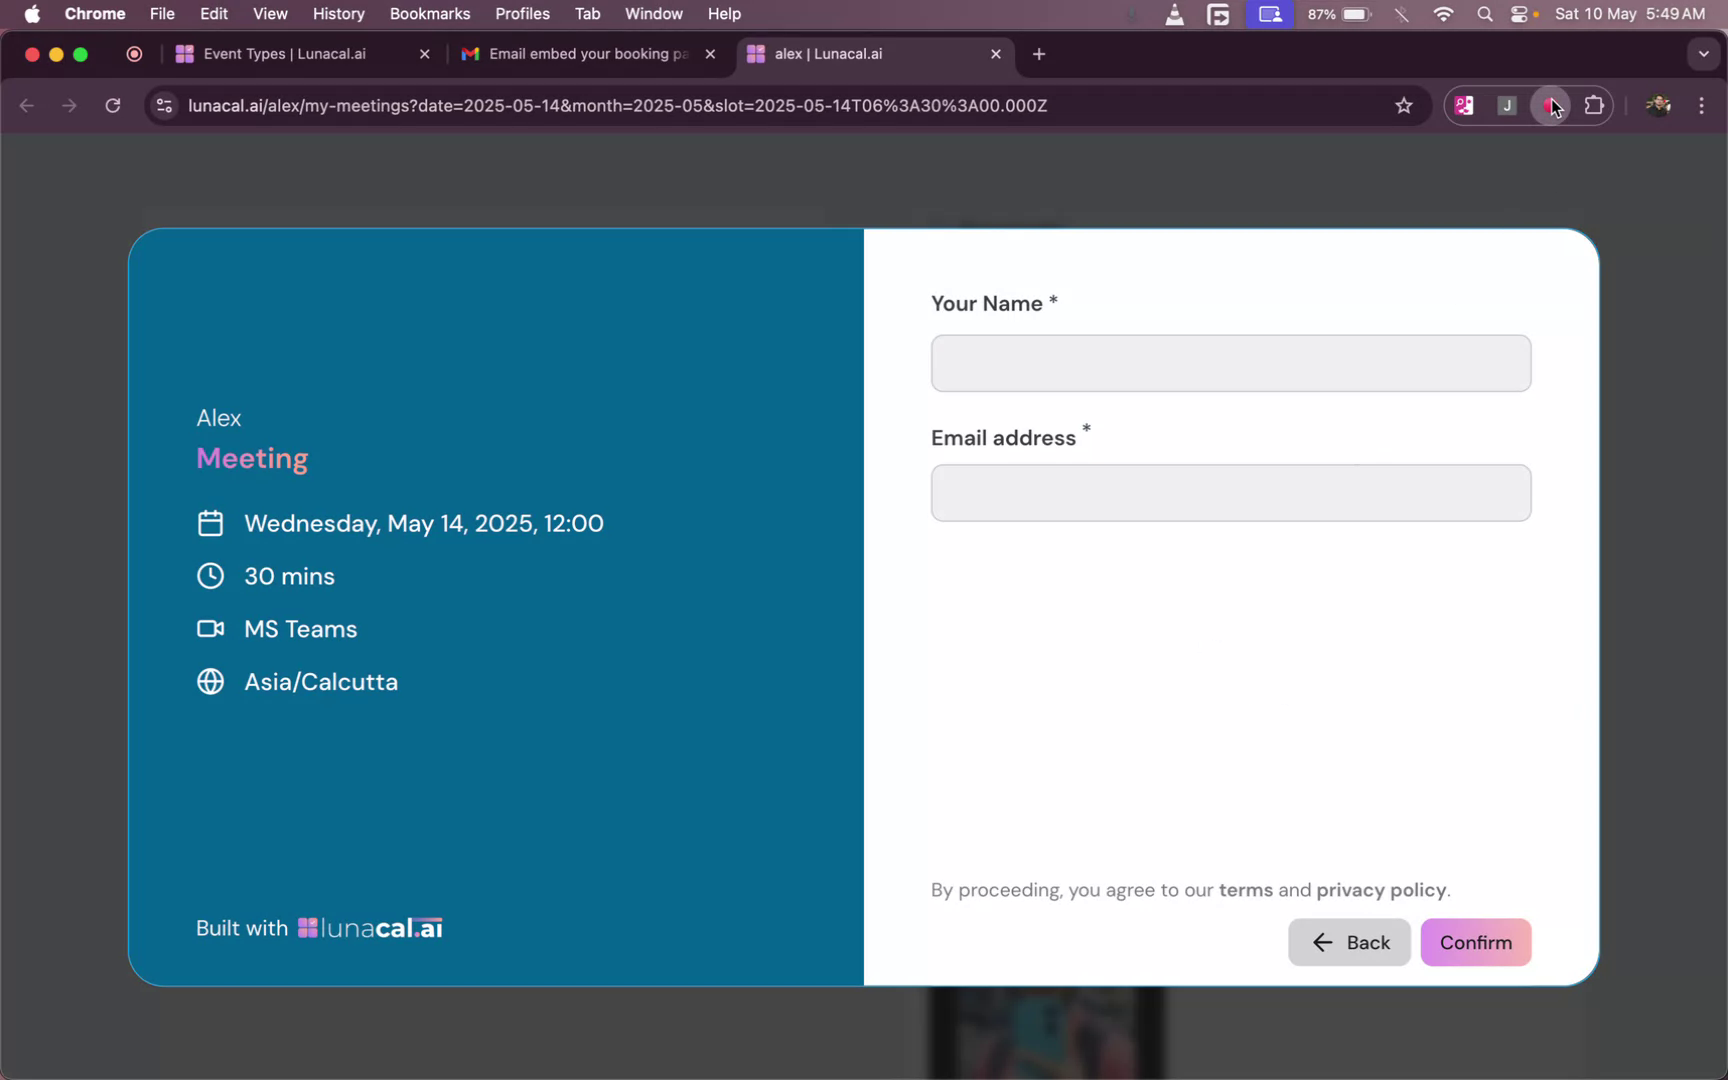 Chrome File Edit View History Bookmarks Profiles Tab Window Help 87% Sat 10 May 5:49 AM
Event Types | Lunacal.ai Email embed your booking pa alex | Lunacal.ai
lunacal.ai/alex/my-meetings?date=2025-05-14&month=2025-05&slot=2025-05-14T06%3A30%3A00.000Z J
Alex
Meeting
Wednesday, May 14, 2025, 12:00
30 mins
MS Teams
Asia/Calcutta
Built with lunacal.ai
Your Name *
Email address *
By proceeding, you agree to our terms and privacy policy.
Back Confirm